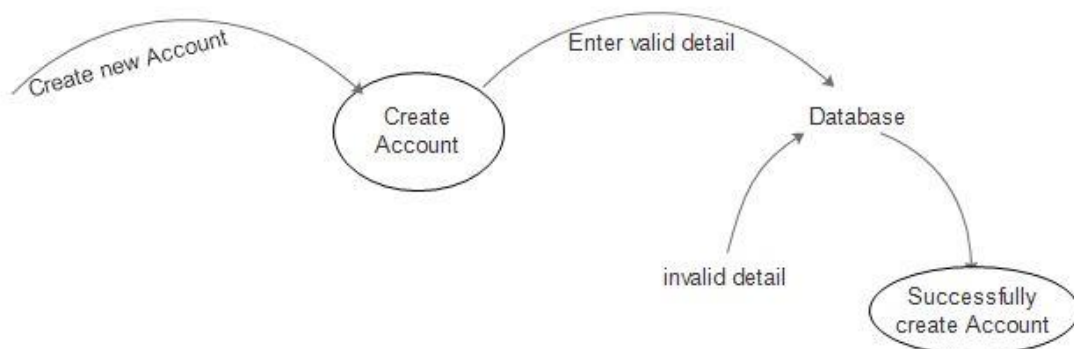 Create new Account
Enter valid detail
Create
Account
Database
invalid detail
Successfully
create Account